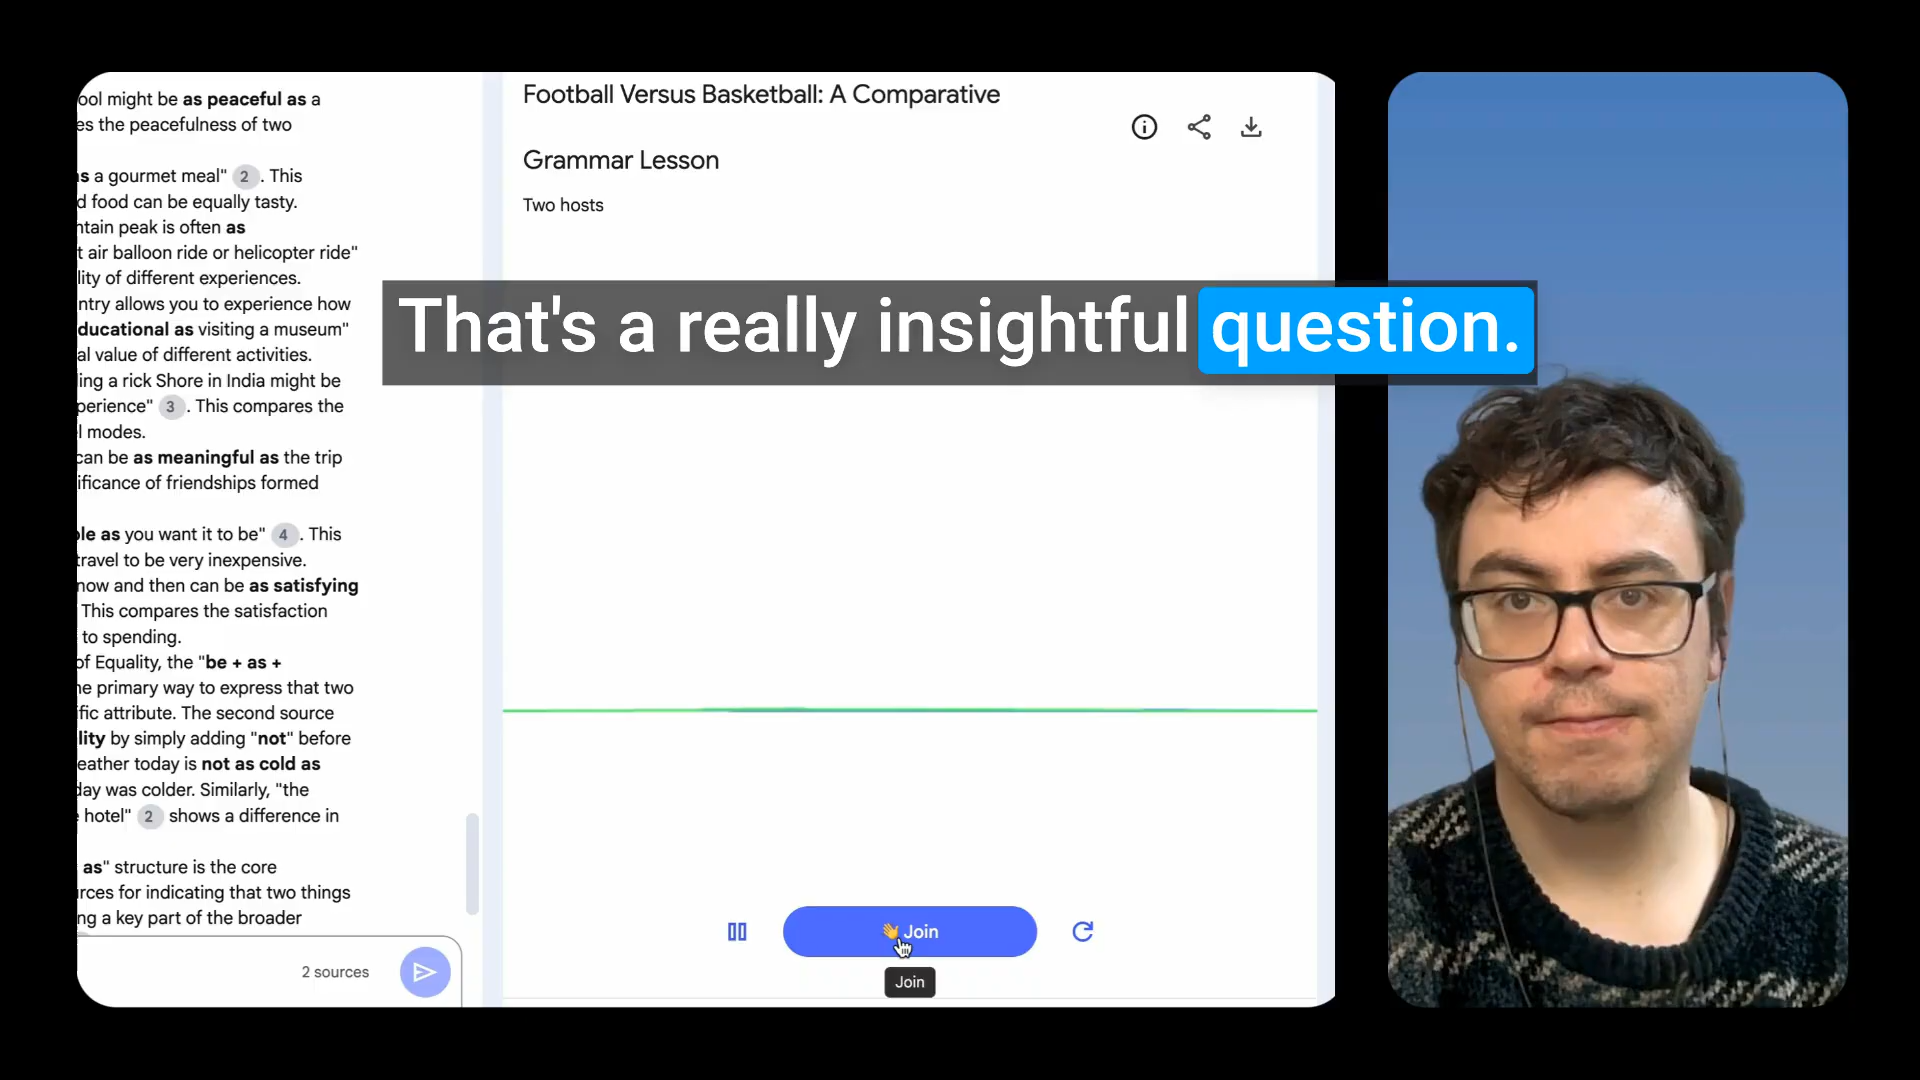 ool might be as peaceful as a
es the peacefulness of two
as a gourmet meal" 2 . This
d food can be equally tasty.
ntain peak is often as
t air balloon ride or helicopter ride"
lity of different experiences.
ntry allows you to experience how
ducational as visiting a museum"
al value of different activities.
ling a rick Shore in India might be
perience" 3 . This compares the
l modes.
can be as meaningful as the trip
ificance of friendships formed
ble as you want it to be" 4 . This
travel to be very inexpensive.
now and then can be as satisfying
This compares the satisfaction
to spending.
of Equality, the "be + as +
he primary way to express that two
ific attribute. The second source
lity by simply adding "not" before
eather today is not as cold as
day was colder. Similarly, "the
e hotel" 2 shows a difference in
as" structure is the core
urces for indicating that two things
ng a key part of the broader
2 sources
Football Versus Basketball: A Comparative
Grammar Lesson
Two hosts
That's a really insightful question.
👋 Join
Join